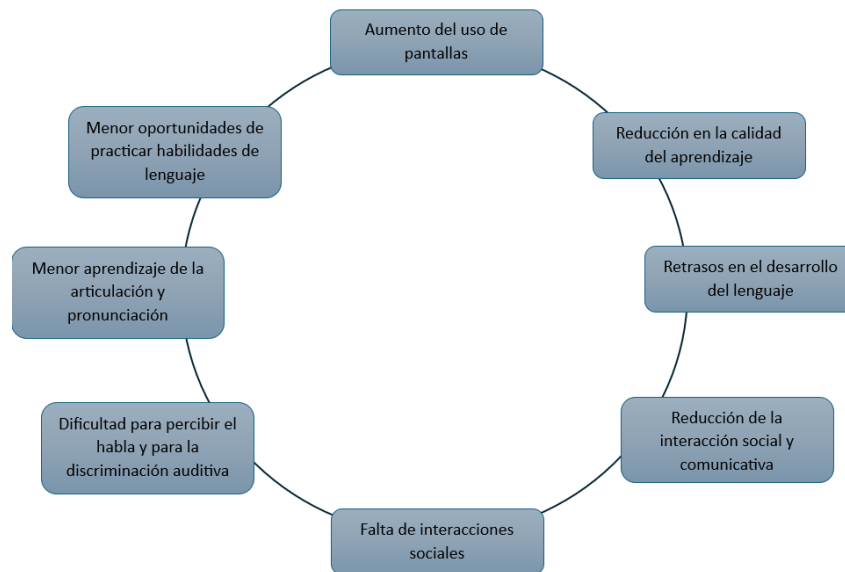 Aumento del uso de
pantallas
Reducción en la calidad
del aprendizaje
Retrasos en el desarrollo
del lenguaje
Reducción de la
interacción social y
comunicativa
Falta de interacciones
sociales
Dificultad para percibir el
habla y para la
discriminación auditiva
Menor aprendizaje de la
articulación y
pronunciación
Menor oportunidades de
practicar habilidades de
lenguaje